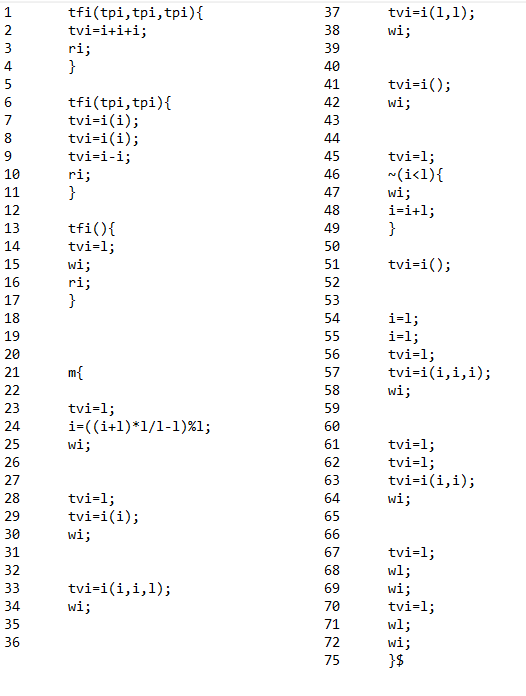 1 tfi(tpi,tpi,tpi){
2 tvi=i+i+i;
3 ri;
4 }
5
6 tfi(tpi,tpi){
7 tvi=i(i);
8 tvi=i(i);
9 tvi=i-i;
10 ri;
11 }
12
13 tfi(){
14 tvi=l;
15 wi;
16 ri;
17 }
18
19
20
21 m{
22
23 tvi=l;
24 i=((i+l)*l/l-l)%l;
25 wi;
26
27
28 tvi=l;
29 tvi=i(i);
30 wi;
31
32
33 tvi=i(i,i,l);
34 wi;
35
36
37 tvi=i(l,l);
38 wi;
39
40
41 tvi=i();
42 wi;
43
44
45 tvi=l;
46 ~(i<l){
47 wi;
48 i=i+l;
49 }
50
51 tvi=i();
52
53
54 i=l;
55 i=l;
56 tvi=l;
57 tvi=i(i,i,i);
58 wi;
59
60
61 tvi=l;
62 tvi=l;
63 tvi=i(i,i);
64 wi;
65
66
67 tvi=l;
68 wl;
69 wi;
70 tvi=l;
71 wl;
72 wi;
75 }$